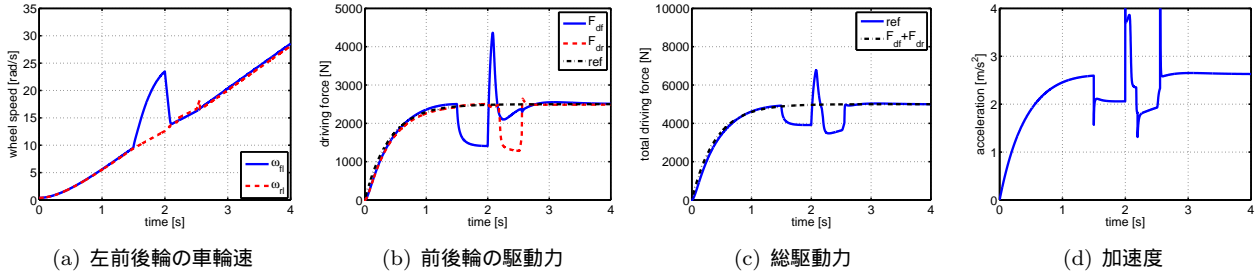 35
30
25
20
15
10
5
0
0 1 2 3 4
wheel speed [rad/s]
time [s]
ω_fl
ω_rl
(a) 左前後輪の車輪速
5000
4000
3000
2000
1000
0
0 1 2 3 4
driving force [N]
time [s]
F_df
F_dr
ref
(b) 前後輪の駆動力
10000
8000
6000
4000
2000
0
0 1 2 3 4
total driving force [N]
time [s]
ref
F_df+F_dr
(c) 総駆動力
4
3
2
1
0
0 1 2 3 4
acceleration [m/s²]
time [s]
(d) 加速度